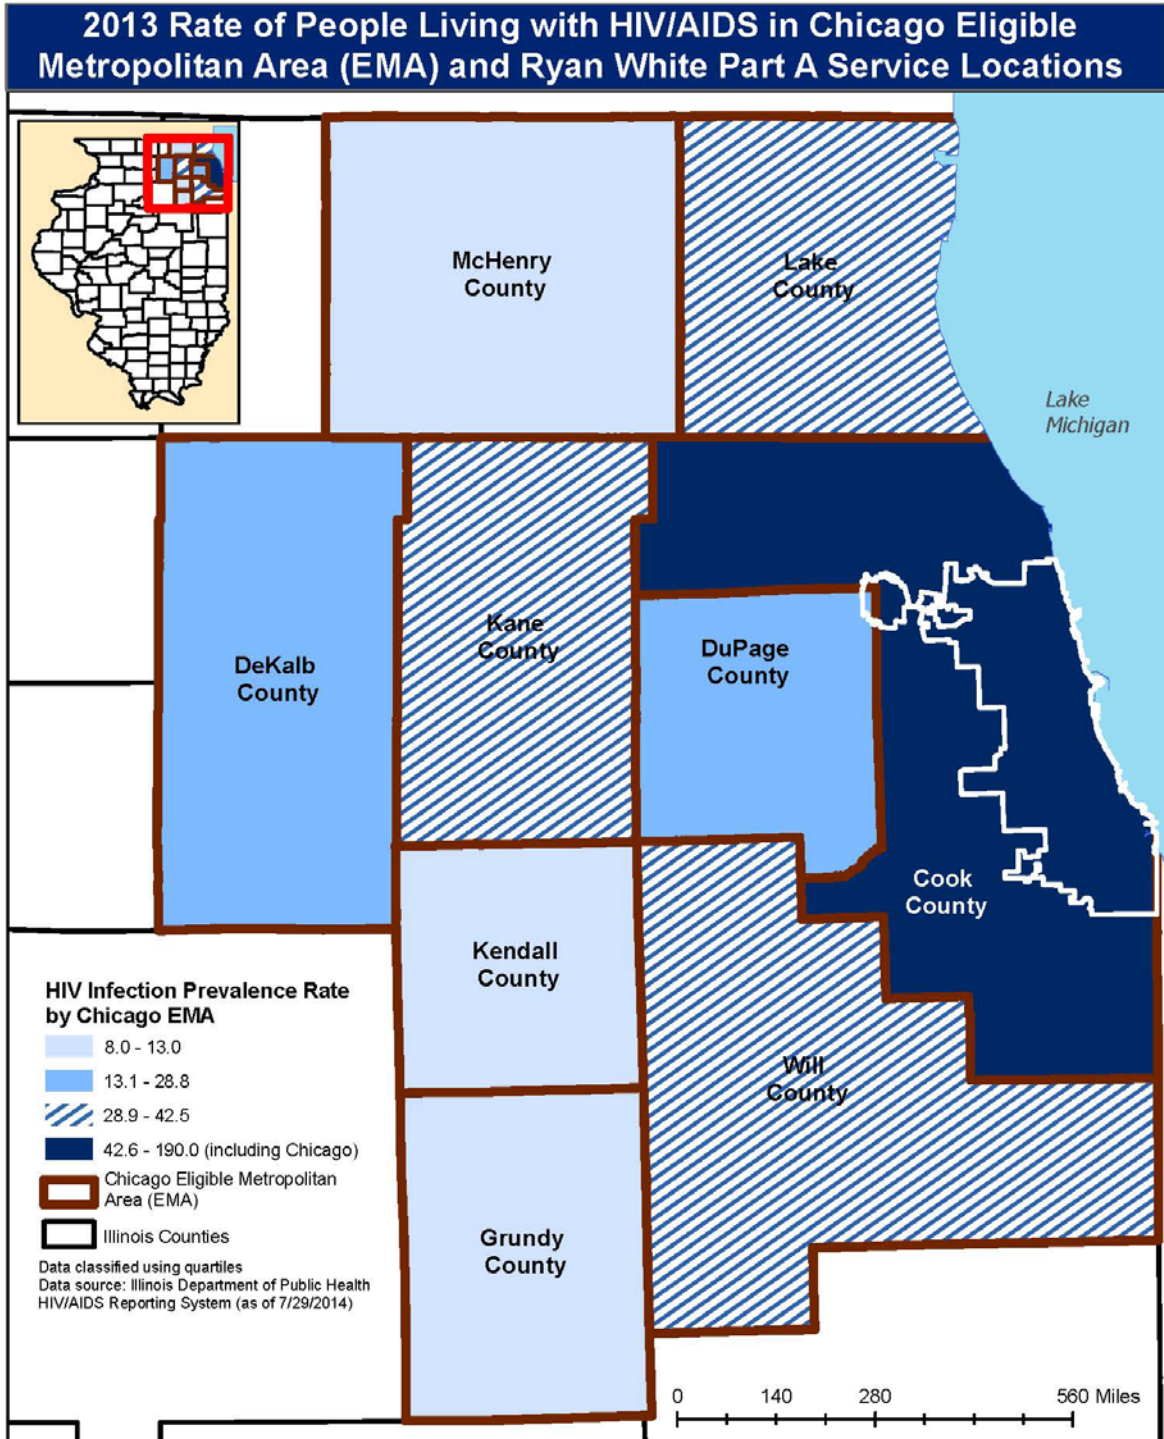 2013 Rate of People Living with HIV/AIDS in Chicago Eligible
Metropolitan Area (EMA) and Ryan White Part A Service Locations
McHenry
County
Lake
County
Lake
Michigan
Kane
County
DuPage
County
DeKalb
County
Cook
County
Kendall
County
Will
County
Grundy
County
HIV Infection Prevalence Rate
by Chicago EMA
8.0 - 13.0
13.1 - 28.8
28.9 - 42.5
42.6 - 190.0 (including Chicago)
Chicago Eligible Metropolitan
Area (EMA)
Illinois Counties
Data classified using quartiles
Data source: Illinois Department of Public Health
HIV/AIDS Reporting System (as of 7/29/2014)
0 140 280 560 Miles